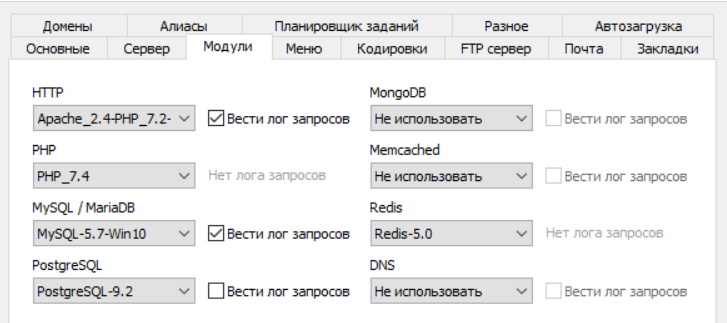 Домены Алиасы Планировщик заданий Разное Автозагрузка
Основные Сервер Модули Меню Кодировки FTP сервер Почта Закладки
HTTP MongoDB
Apache_2.4-PHP_7.2- Вести лог запросов Не использовать Вести лог запросов
PHP Memcached
PHP_7.4 Нет лога запросов Не использовать Вести лог запросов
MySQL / MariaDB Redis
MySQL-5.7-Win10 Вести лог запросов Redis-5.0 Нет лога запросов
PostgreSQL DNS
PostgreSQL-9.2 Вести лог запросов Не использовать Вести лог запросов